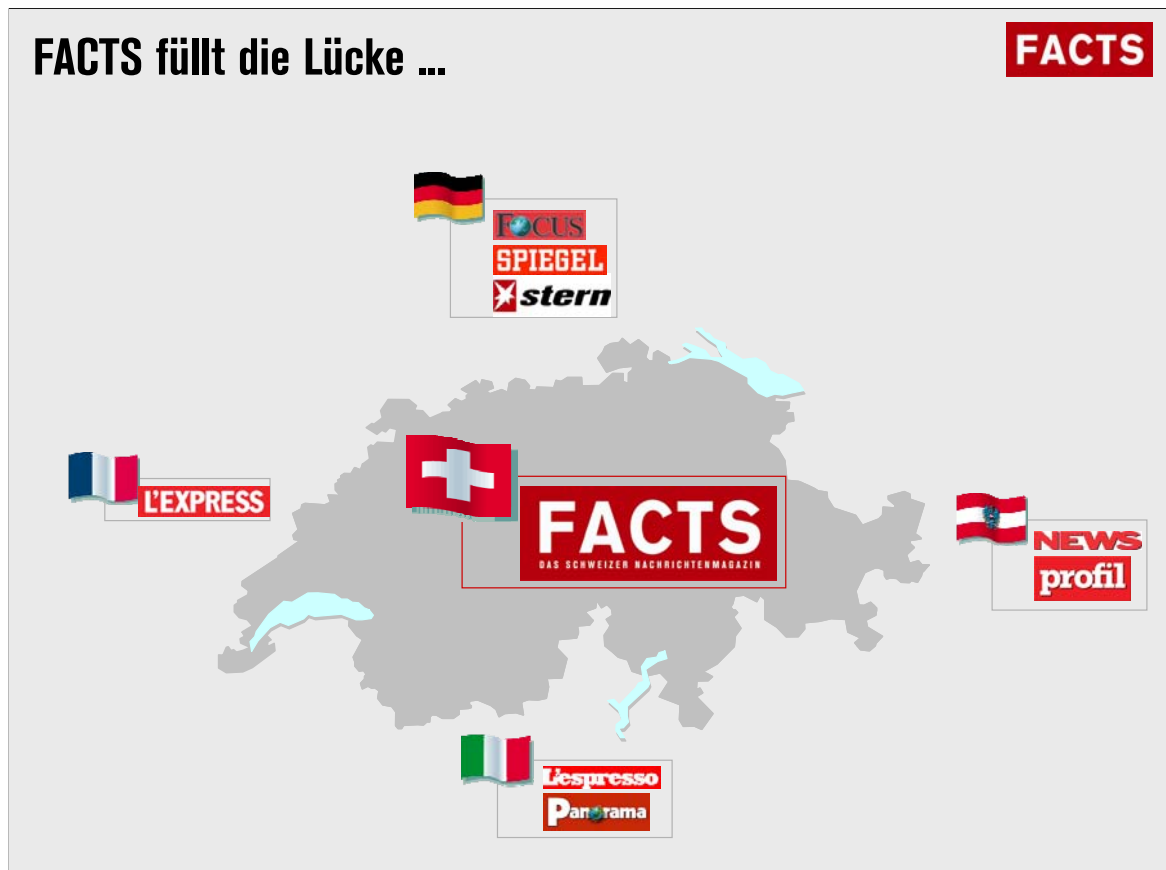 FACTS füllt die Lücke ...
FACTS
FOCUS
SPIEGEL
stern
L'EXPRESS
FACTS
DAS SCHWEIZER NACHRICHTENMAGAZIN
NEWS
profil
L'espresso
Panorama